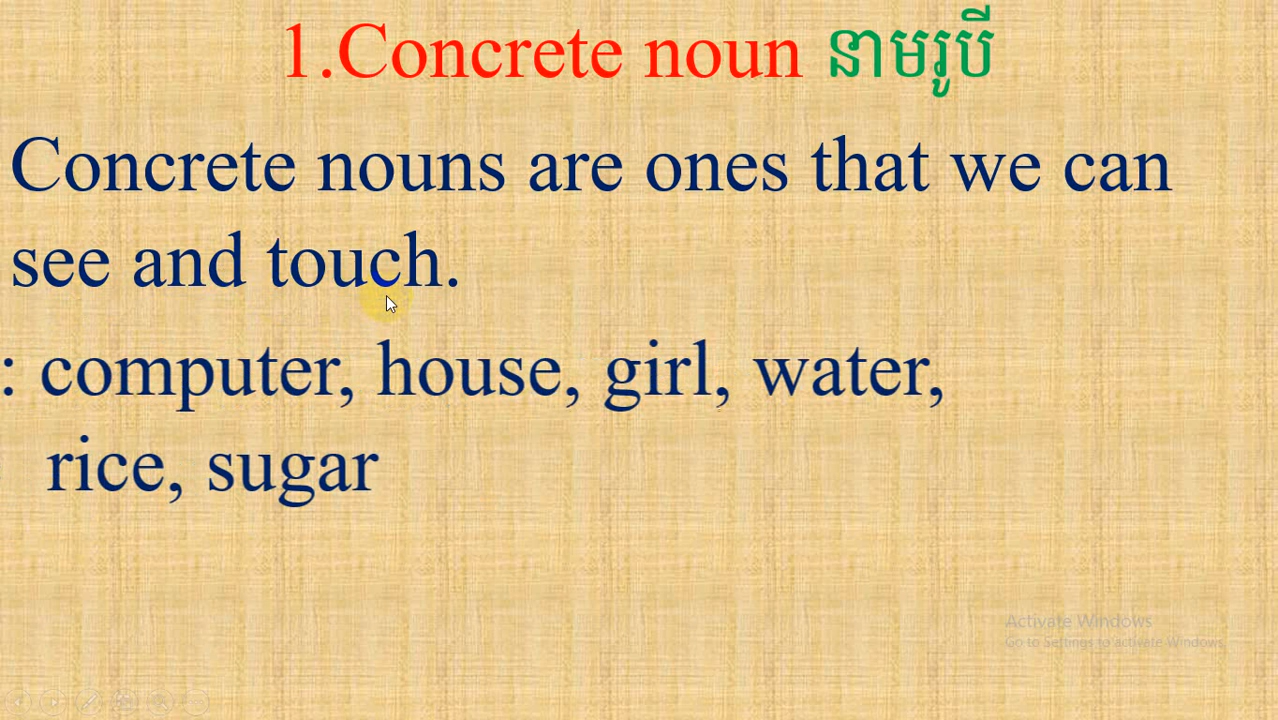 1.Concrete noun នាមរូបី
Concrete nouns are ones that we can
see and touch.
: computer, house, girl, water,
rice, sugar
Activate Windows
Go to Settings to activate Windows.